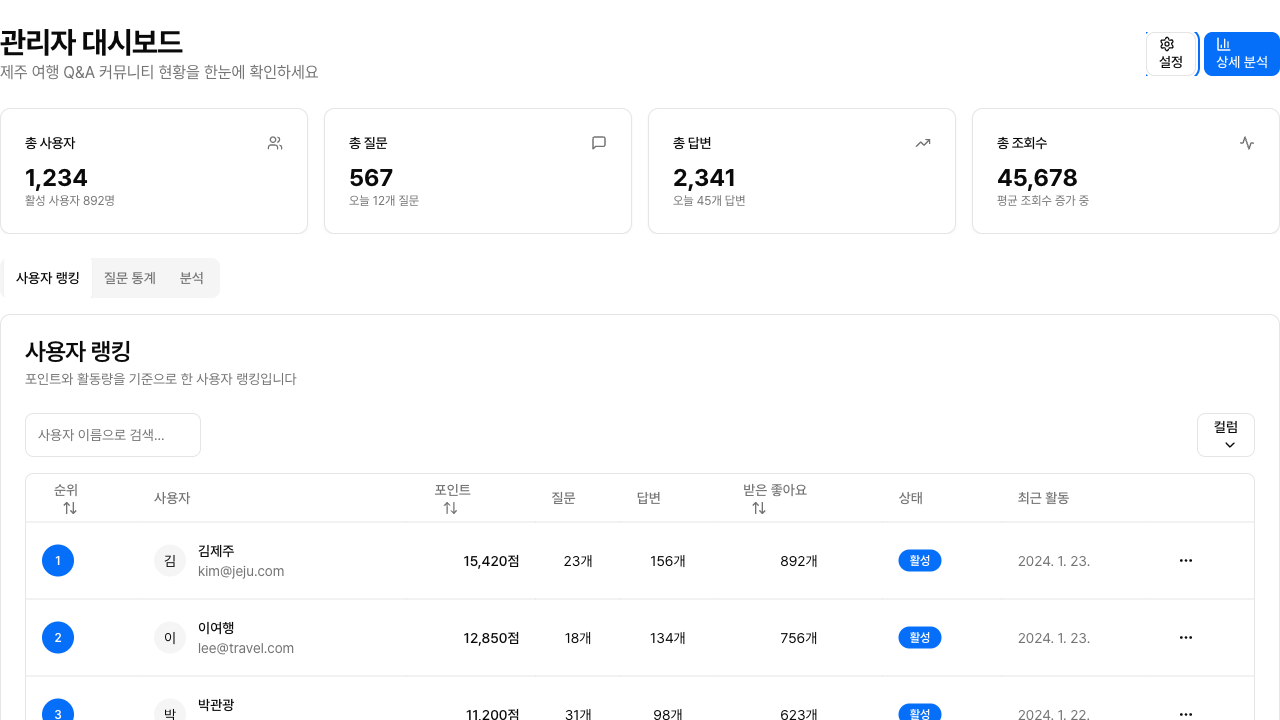 관리자 대시보드
제주 여행 Q&A 커뮤니티 현황을 한눈에 확인하세요
설정
상세 분석
총 사용자
1,234
활성 사용자 892명
총 질문
567
오늘 12개 질문
총 답변
2,341
오늘 45개 답변
총 조회수
45,678
평균 조회수 증가 중
사용자 랭킹 질문 통계 분석
사용자 랭킹
포인트와 활동량을 기준으로 한 사용자 랭킹입니다
사용자 이름으로 검색...
컬럼
순위 사용자 포인트 질문 답변 받은 좋아요 상태 최근 활동
1 김 김제주 15,420점 23개 156개 892개 활성 2024. 1. 23.
kim@jeju.com
2 이 이여행 12,850점 18개 134개 756개 활성 2024. 1. 23.
lee@travel.com
3 박 박관광 11,200점 31개 98개 623개 활성 2024. 1. 22.